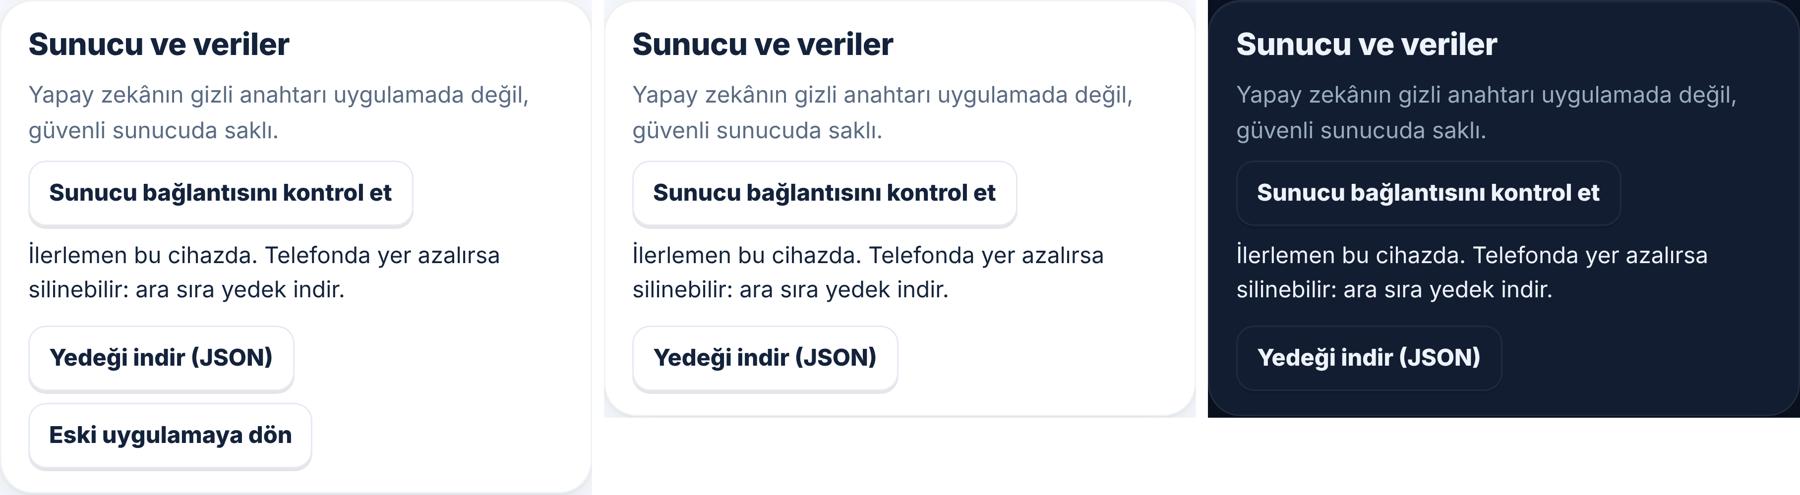 Sunucu ve veriler
Yapay zekânın gizli anahtarı uygulamada değil,
güvenli sunucuda saklı.
Sunucu bağlantısını kontrol et
İlerlemen bu cihazda. Telefonda yer azalırsa
silinebilir: ara sıra yedek indir.
Yedeği indir (JSON)
Eski uygulamaya dön
Sunucu ve veriler
Yapay zekânın gizli anahtarı uygulamada değil,
güvenli sunucuda saklı.
Sunucu bağlantısını kontrol et
İlerlemen bu cihazda. Telefonda yer azalırsa
silinebilir: ara sıra yedek indir.
Yedeği indir (JSON)
Sunucu ve veriler
Yapay zekânın gizli anahtarı uygulamada değil,
güvenli sunucuda saklı.
Sunucu bağlantısını kontrol et
İlerlemen bu cihazda. Telefonda yer azalırsa
silinebilir: ara sıra yedek indir.
Yedeği indir (JSON)